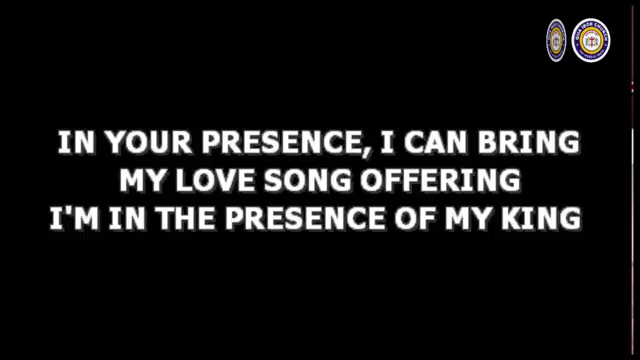 IN YOUR PRESENCE, I CAN BRING
MY LOVE SONG OFFERING
I'M IN THE PRESENCE OF MY KING